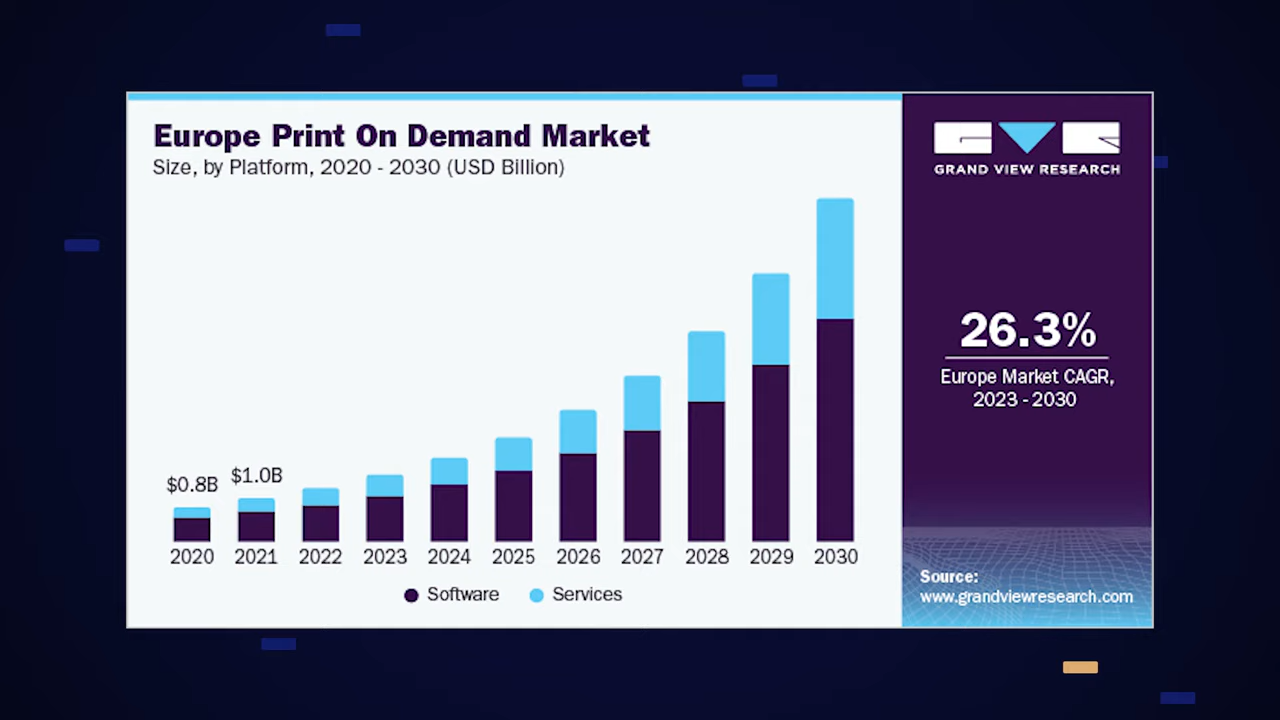 Europe Print On Demand Market
Size, by Platform, 2020 - 2030 (USD Billion)
$0.8B
$1.0B
2020 2021 2022 2023 2024 2025 2026 2027 2028 2029 2030
Software Services
GRAND VIEW RESEARCH
26.3%
Europe Market CAGR,
2023 - 2030
Source:
www.grandviewresearch.com